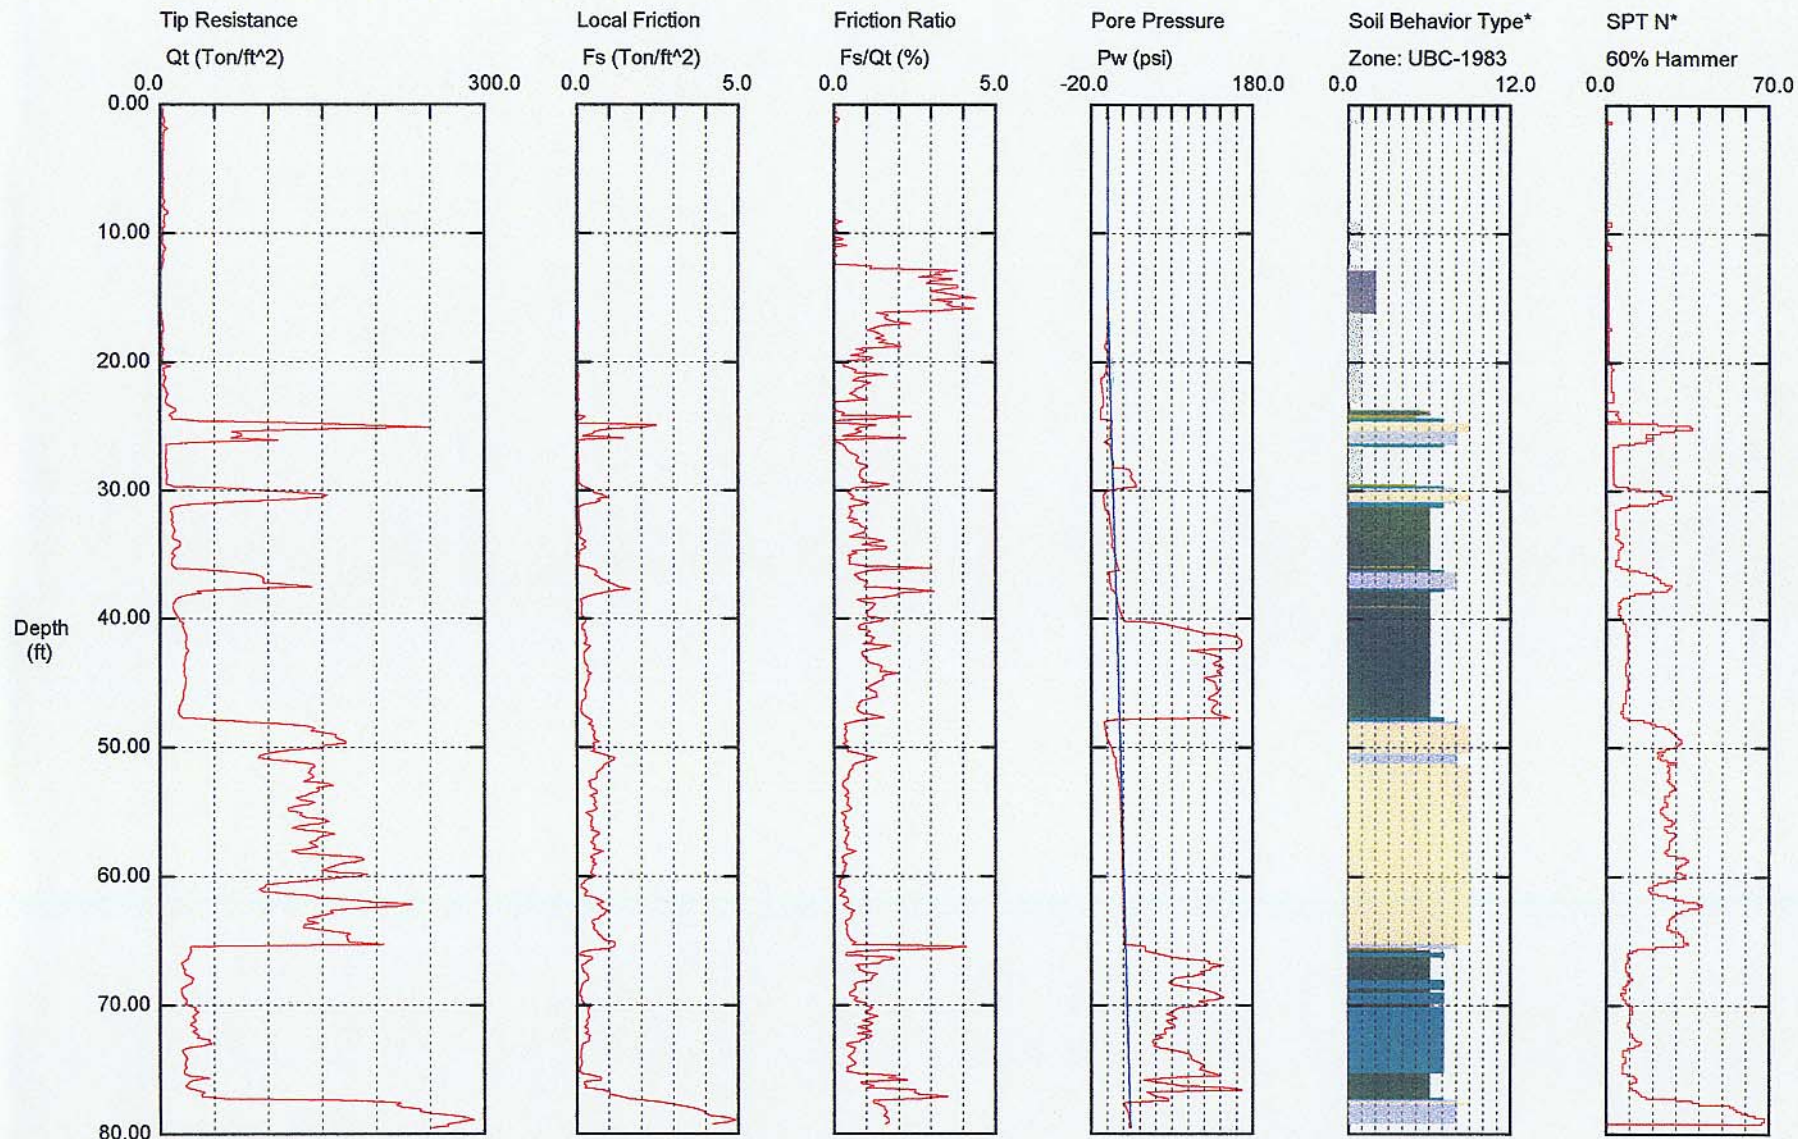 Tip Resistance
Qt (Ton/ft^2)
0.0 300.0
Local Friction
Fs (Ton/ft^2)
0.0 5.0
Friction Ratio
Fs/Qt (%)
0.0 5.0
Pore Pressure
Pw (psi)
-20.0 180.0
Soil Behavior Type*
Zone: UBC-1983
0.0 12.0
SPT N*
60% Hammer
0.0 70.0
0.00
10.00
20.00
30.00
40.00
Depth
(ft)
50.00
60.00
70.00
80.00